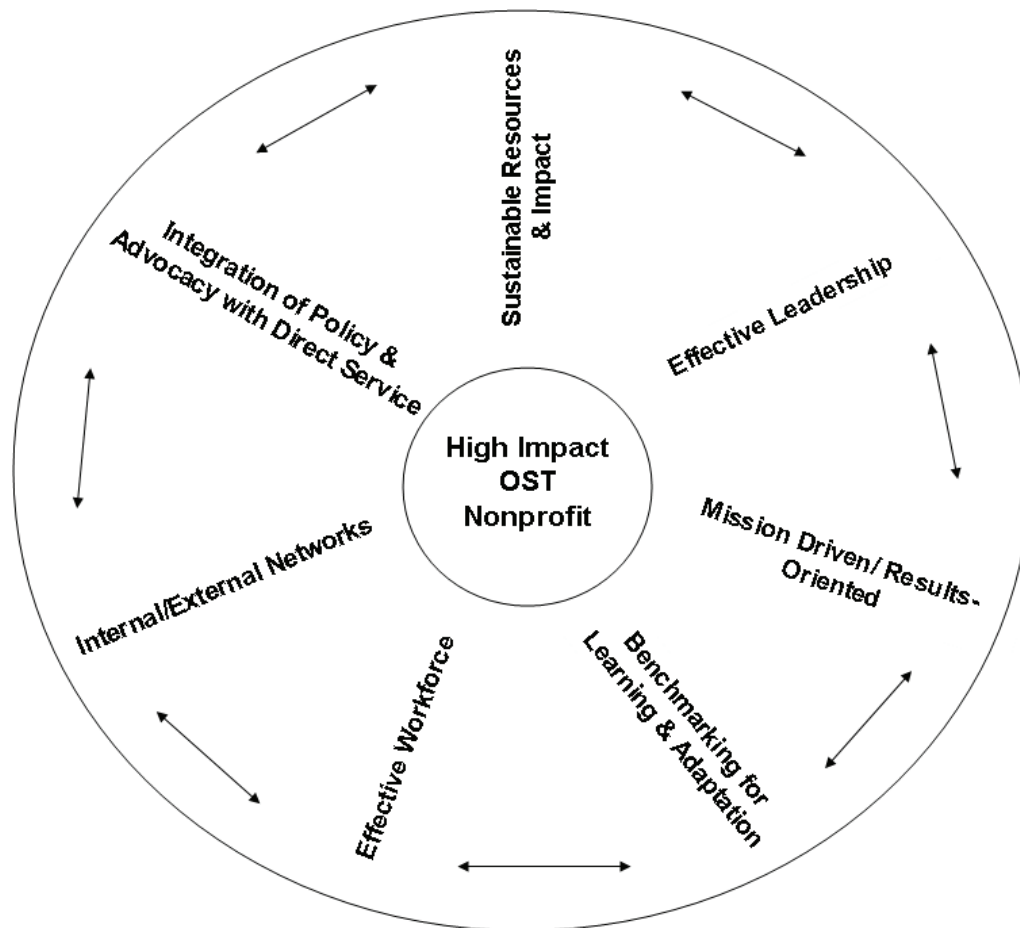 Sustainable Resources
& Impact
Effective Leadership
Mission Driven/ Results-
Oriented
Benchmarking for
Learning & Adaptation
Effective Workforce
Internal/External Networks
Integration of Policy &
Advocacy with Direct Service
High Impact
OST
Nonprofit